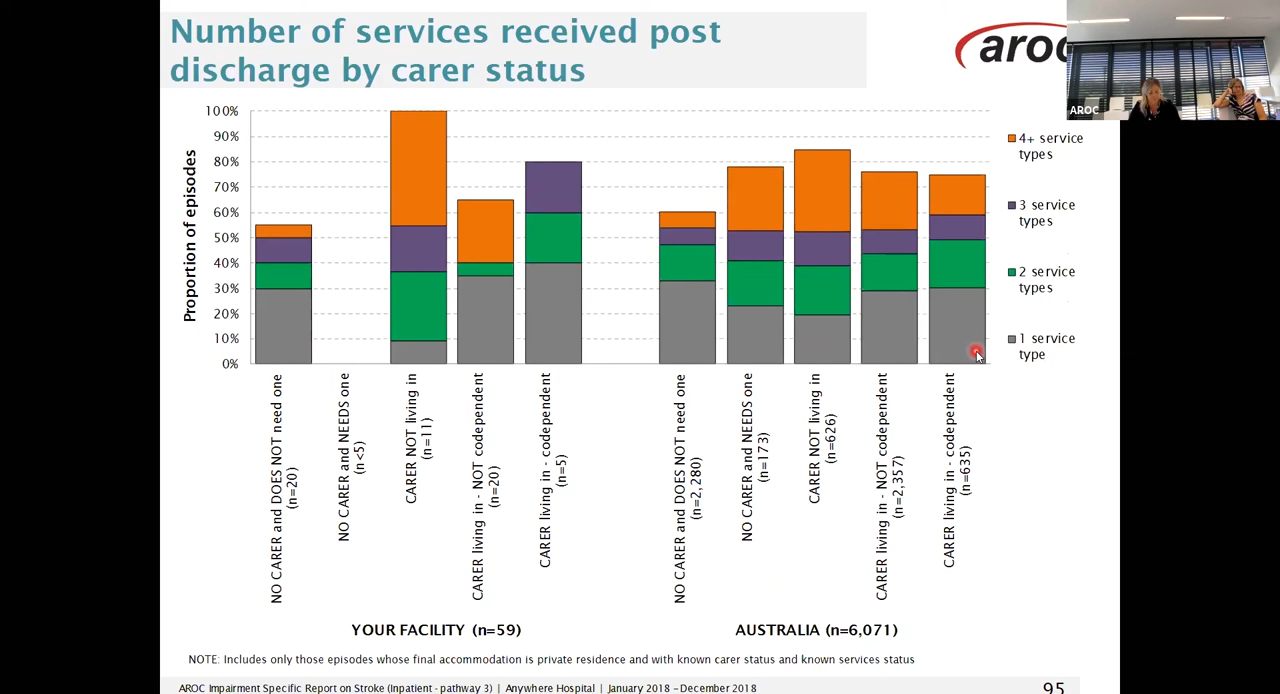 Number of services received post
discharge by carer status
aroc
AROC
100%
90%
80%
70%
60%
50%
40%
30%
20%
10%
0%
Proportion of episodes
4+ service
types
3 service
types
2 service
types
1 service
type
NO CARER and DOES NOT need one
(n=20)
NO CARER and NEEDS one
(n<5)
CARER NOT living in
(n=11)
CARER living in - NOT codependent
(n=20)
CARER living in - codependent
(n=5)
NO CARER and DOES NOT need one
(n=2,280)
NO CARER and NEEDS one
(n=173)
CARER NOT living in
(n=626)
CARER living in - NOT codependent
(n=2,357)
CARER living in - codependent
(n=635)
YOUR FACILITY (n=59)
AUSTRALIA (n=6,071)
NOTE: Includes only those episodes whose final accommodation is private residence and with known carer status and known services status
AROC Impairment Specific Report on Stroke (Inpatient - pathway 3) | Anywhere Hospital | January 2018 – December 2018
95